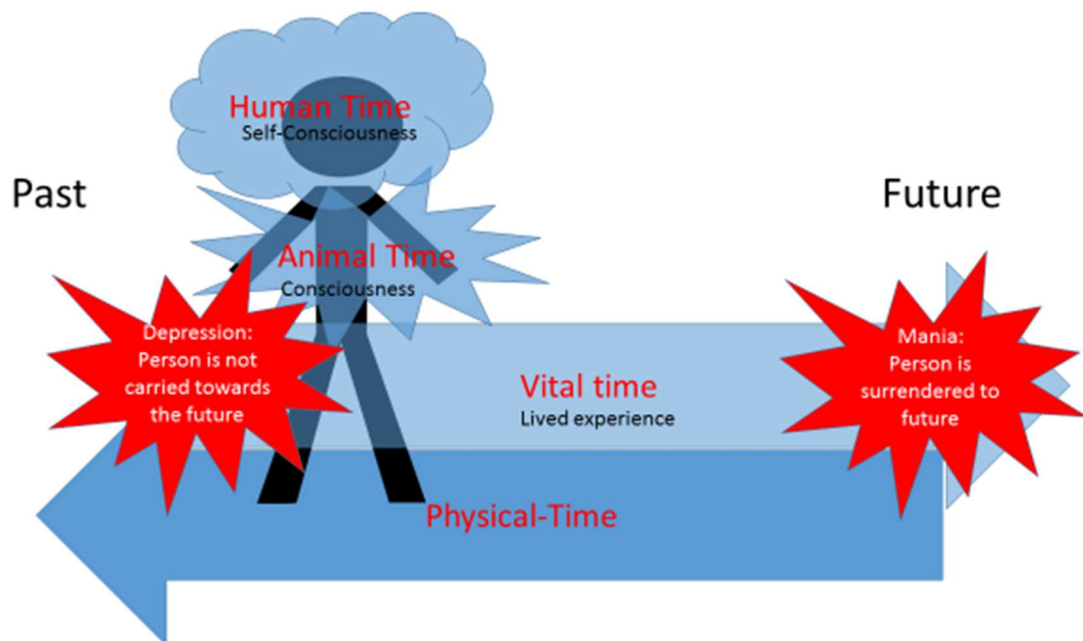 Human Time
Self-Consciousness
Past
Future
Animal Time
Consciousness
Depression:
Person is not
carried towards
the future
Vital time
Lived experience
Mania:
Person is
surrendered to
future
Physical-Time